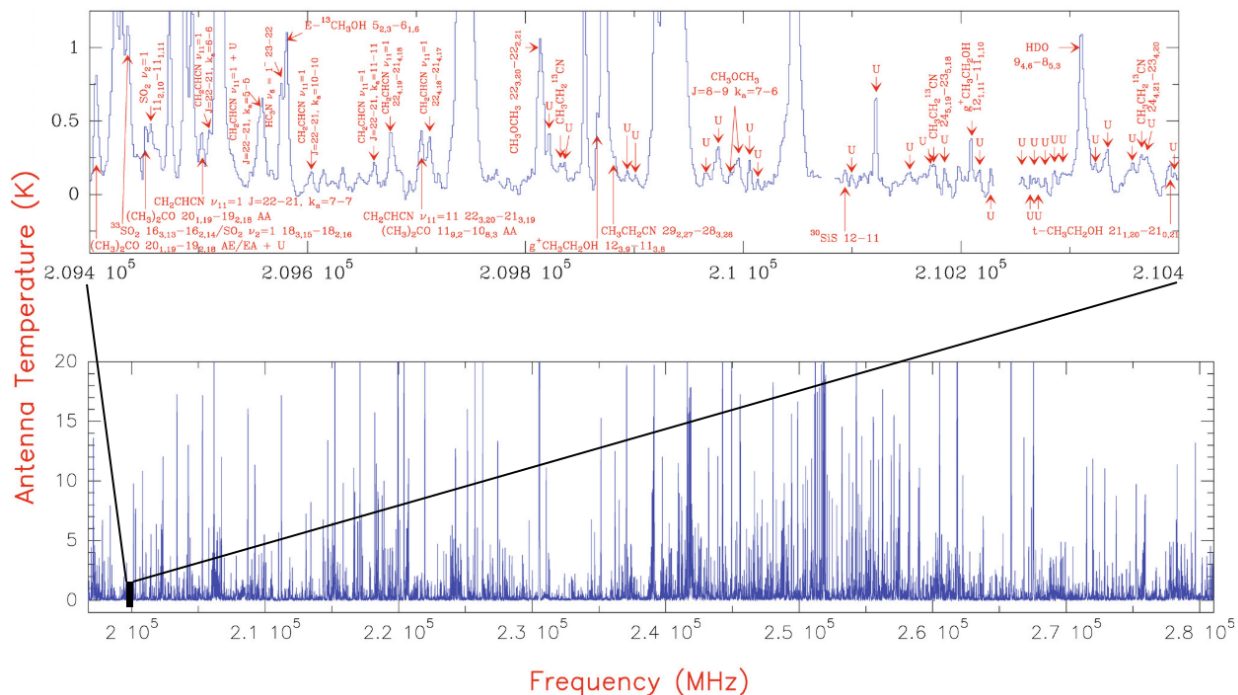 E−¹³CH₃OH 5₂,₃−6₁,₆
SO₂ ν₂=1
11₂,₁₀−11₁,₁₁
CH₂CHCN ν₁₁=1
J=22−21, kₐ=6−6
CH₂CHCN ν₁₁=1 + U
J=22−21, kₐ=5−5
HC₃N ν₆ = 1⁻ 23−22
CH₂CHCN ν₁₁=1
J=22−21, kₐ=10−10
CH₂CHCN ν₁₁=1
J=22−21, kₐ=11−11
CH₂CHCN ν₁₁=1
22₄,₁₉−21₄,₁₈
CH₂CHCN ν₁₁=1
22₄,₁₈−21₄,₁₇
CH₃OCH₃ 22₃,₂₀−22₂,₂₁
U
CH₃CH₂¹³CN
U
U
U
U
U
CH₃OCH₃
J=8−9 kₐ=7−6
U
U
U
U
U
U
CH₃CH₂¹³CN
24₅,₁₉−23₅,₁₈
U
g⁺CH₃CH₂OH
12₁,₁₁−11₁,₁₀
U
U U U U U
HDO
9₄,₆−8₅,₃
U
U
U
CH₃CH₂¹³CN
24₄,₂₁−23₄,₂₀
U
U
U
U U
1
0.5
0
CH₂CHCN ν₁₁=1 J=22−21, kₐ=7−7
(CH₃)₂CO 20₁,₁₉−19₂,₁₈ AA
³³SO₂ 16₃,₁₃−16₂,₁₄/SO₂ ν₂=1 18₃,₁₅−18₂,₁₆
(CH₃)₂CO 20₁,₁₉−19₂,₁₈ AE/EA + U
CH₂CHCN ν₁₁=11 22₃,₂₀−21₃,₁₉
(CH₃)₂CO 11₉,₂−10₈,₃ AA
CH₃CH₂CN 29₂,₂₇−28₃,₂₆
g⁺CH₃CH₂OH 12₃,₉−11₃,₈
³⁰SiS 12−11
t−CH₃CH₂OH 21₁,₂₀−21₀,₂₁
2.094 10⁵ 2.096 10⁵ 2.098 10⁵ 2.1 10⁵ 2.102 10⁵ 2.104
Antenna Temperature (K)
20
15
10
5
0
2 10⁵ 2.1 10⁵ 2.2 10⁵ 2.3 10⁵ 2.4 10⁵ 2.5 10⁵ 2.6 10⁵ 2.7 10⁵ 2.8 10⁵
Frequency (MHz)